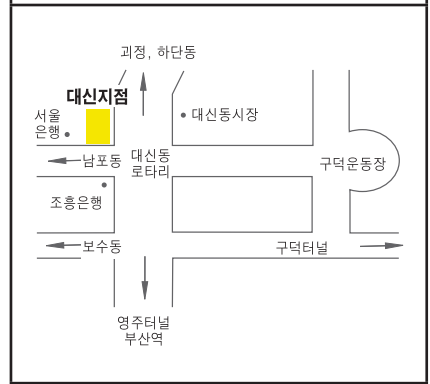 괴정, 하단동
대신지점
서울
은행
대신동시장
남포동
대신동
로타리
구덕운동장
조흥은행
보수동
구덕터널
영주터널
부산역